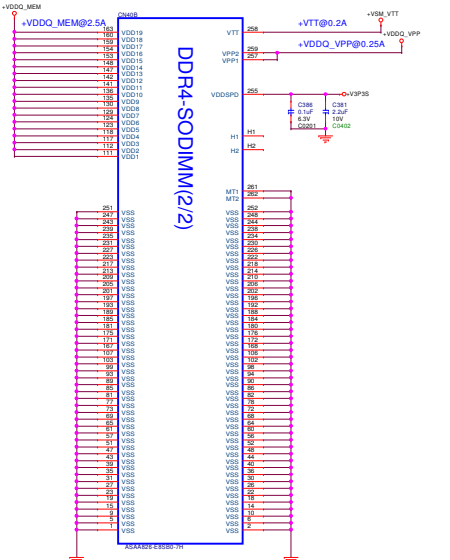 +VDDQ_MEM
+VDDQ_MEM@2.5A
CN40B
163 VDD19
160 VDD18
159 VDD17
154 VDD16
153 VDD15
148 VDD14
147 VDD13
142 VDD12
141 VDD11
136 VDD10
135 VDD9
130 VDD8
129 VDD7
124 VDD6
123 VDD5
118 VDD4
117 VDD3
112 VDD2
111 VDD1
251 VSS
247 VSS
243 VSS
239 VSS
235 VSS
231 VSS
227 VSS
223 VSS
217 VSS
213 VSS
209 VSS
205 VSS
201 VSS
197 VSS
193 VSS
189 VSS
185 VSS
181 VSS
175 VSS
171 VSS
167 VSS
107 VSS
103 VSS
99 VSS
93 VSS
89 VSS
85 VSS
81 VSS
77 VSS
73 VSS
69 VSS
65 VSS
61 VSS
57 VSS
51 VSS
47 VSS
43 VSS
39 VSS
35 VSS
31 VSS
27 VSS
23 VSS
19 VSS
15 VSS
9 VSS
5 VSS
1 VSS
DDR4-SODIMM(2/2)
VTT 258
+VTT@0.2A
+VSM_VTT
VPP2 259
VPP1 257
+VDDQ_VPP@0.25A
+VDDQ_VPP
VDDSPD 255
+V3P3S
C386
0.1uF
6.3V
C0201
C381
2.2uF
10V
C0402
H1 H1
H2 H2
MT1 261
MT2 262
VSS 252
VSS 248
VSS 244
VSS 238
VSS 234
VSS 230
VSS 226
VSS 222
VSS 218
VSS 214
VSS 210
VSS 206
VSS 202
VSS 196
VSS 192
VSS 188
VSS 184
VSS 180
VSS 176
VSS 172
VSS 168
VSS 106
VSS 102
VSS 98
VSS 94
VSS 90
VSS 86
VSS 82
VSS 78
VSS 72
VSS 68
VSS 64
VSS 60
VSS 56
VSS 52
VSS 48
VSS 44
VSS 40
VSS 36
VSS 30
VSS 26
VSS 22
VSS 18
VSS 14
VSS 10
VSS 6
VSS 2
ASAA826-E8SB0-7H